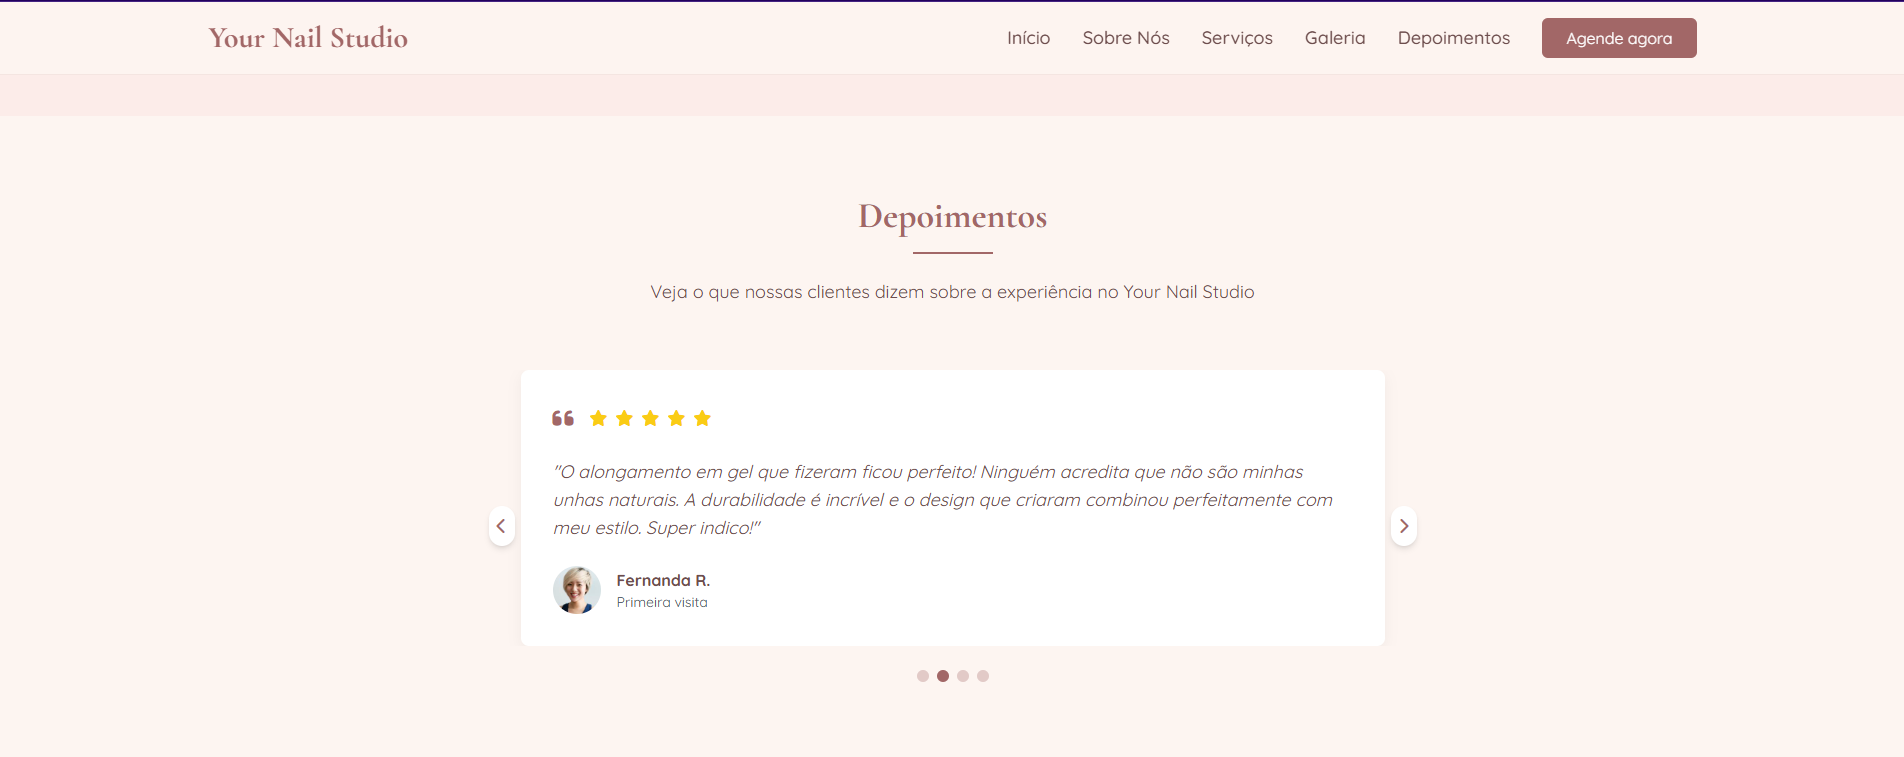 Your Nail Studio
Início Sobre Nós Serviços Galeria Depoimentos Agende agora
Depoimentos
Veja o que nossas clientes dizem sobre a experiência no Your Nail Studio
"O alongamento em gel que fizeram ficou perfeito! Ninguém acredita que não são minhas
unhas naturais. A durabilidade é incrível e o design que criaram combinou perfeitamente com
meu estilo. Super indico!"
Fernanda R.
Primeira visita